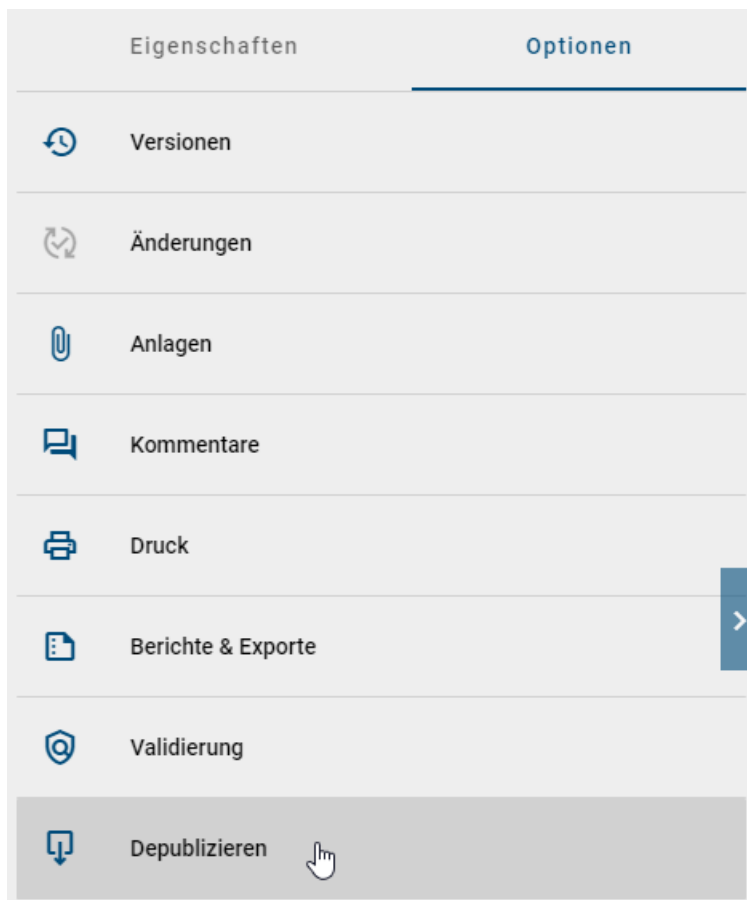 Eigenschaften Optionen
Versionen
Änderungen
Anlagen
Kommentare
Druck
Berichte & Exporte
Validierung
Depublizieren